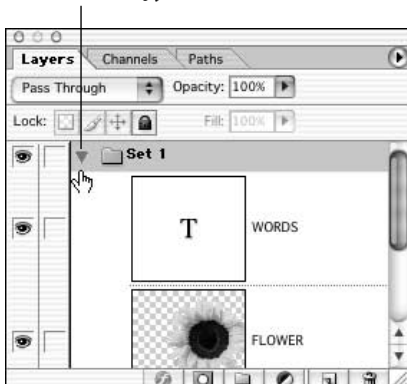 Layers Channels Paths
Pass Through Opacity: 100%
Lock: Fill: 100%
Set 1
T WORDS
FLOWER